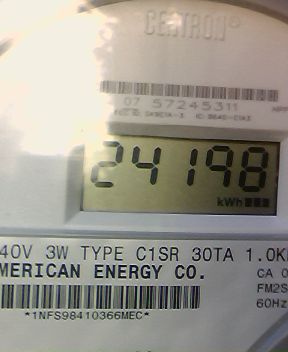 CENTRON®
07 57245311
24198
kWh
40V 3W TYPE C1SR 30TA 1.0K
MERICAN ENERGY CO.
CA 0
FM2S
60Hz
*1NFS98410366MEC*